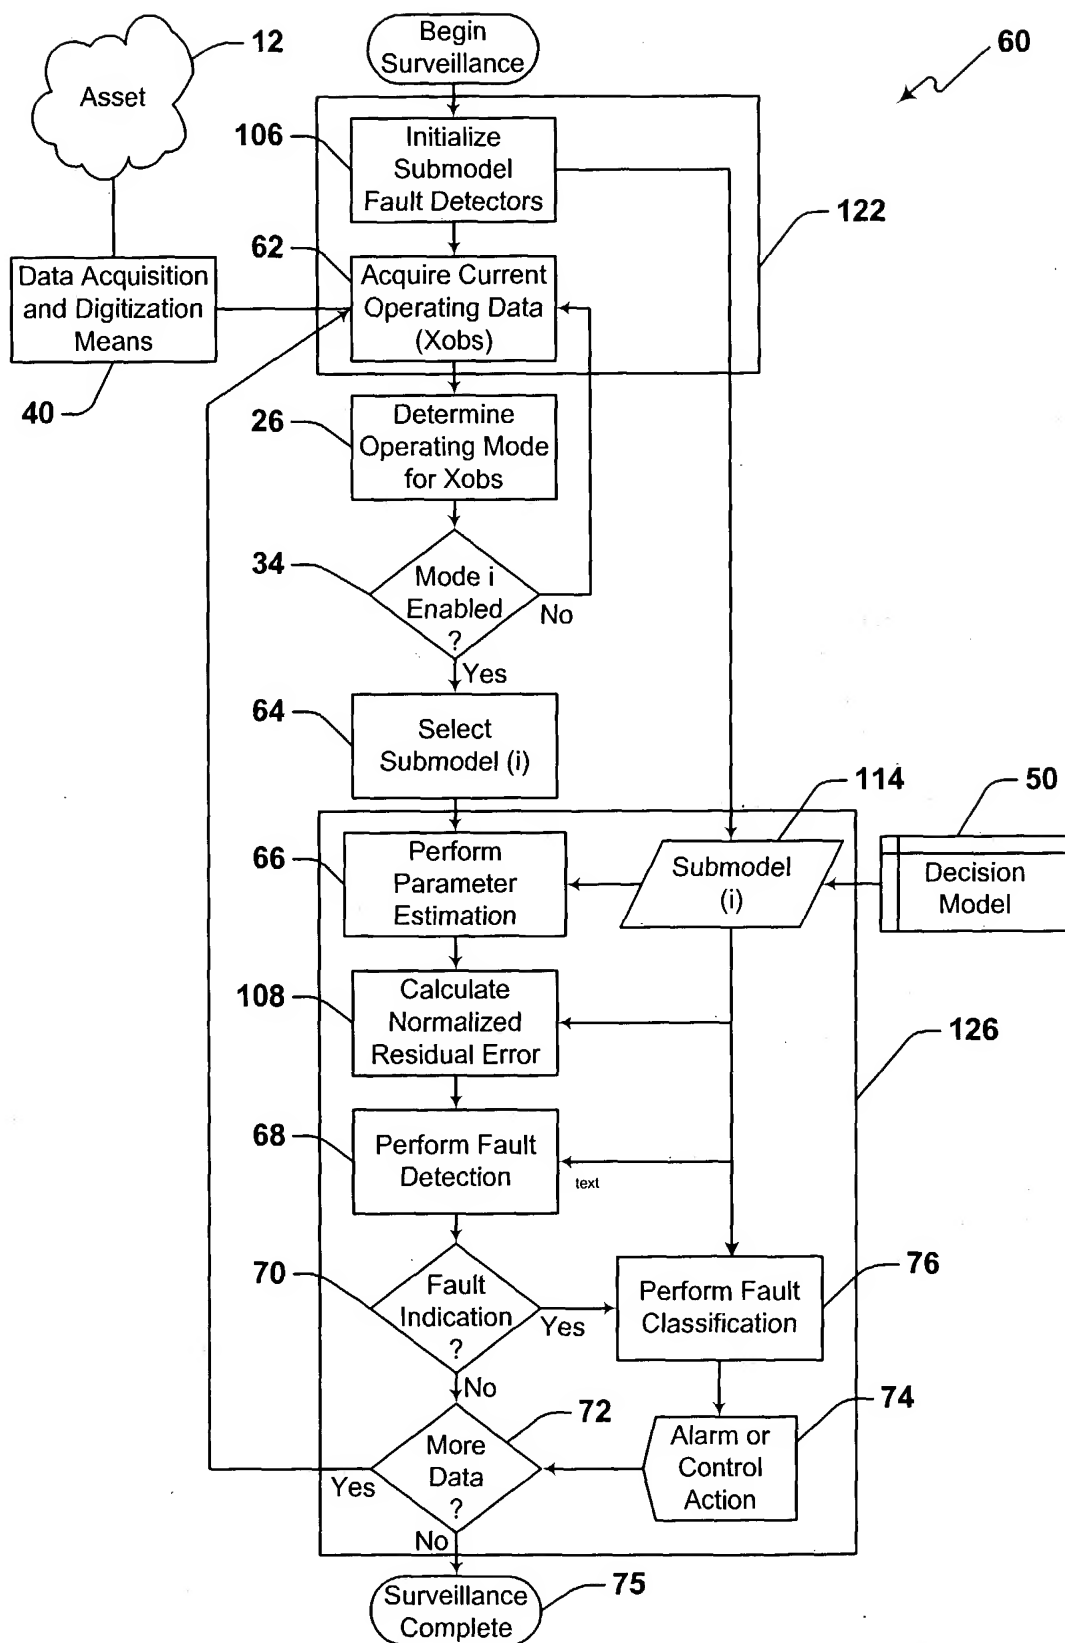 12
Asset
Begin
Surveillance
60
106
Initialize
Submodel
Fault Detectors
122
62
Acquire Current
Operating Data
(Xobs)
Data Acquisition
and Digitization
Means
40
26
Determine
Operating Mode
for Xobs
34
Mode i
Enabled
?
No
Yes
64
Select
Submodel (i)
114
50
66
Perform
Parameter
Estimation
Submodel
(i)
Decision
Model
108
Calculate
Normalized
Residual Error
126
68
Perform Fault
Detection
text
70
Fault
Indication
?
Yes
No
76
Perform Fault
Classification
72
More
Data
?
Yes
No
74
Alarm or
Control
Action
75
Surveillance
Complete